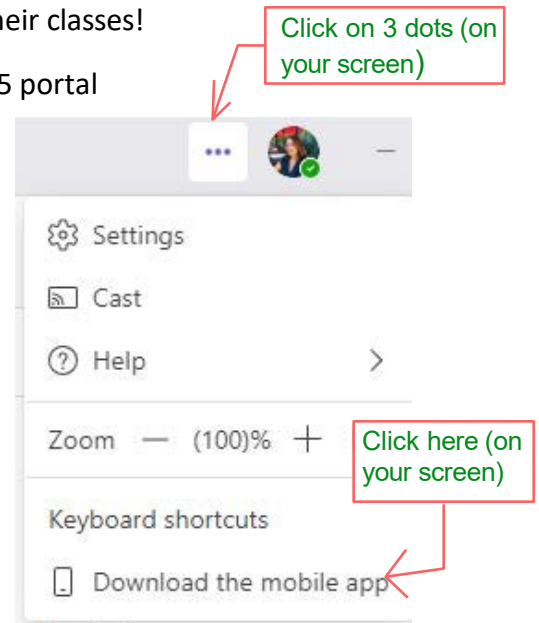 heir classes!
Click on 3 dots (on
your screen)
5 portal
Settings
Cast
Help
Zoom — (100)% +
Click here (on
your screen)
Keyboard shortcuts
Download the mobile app